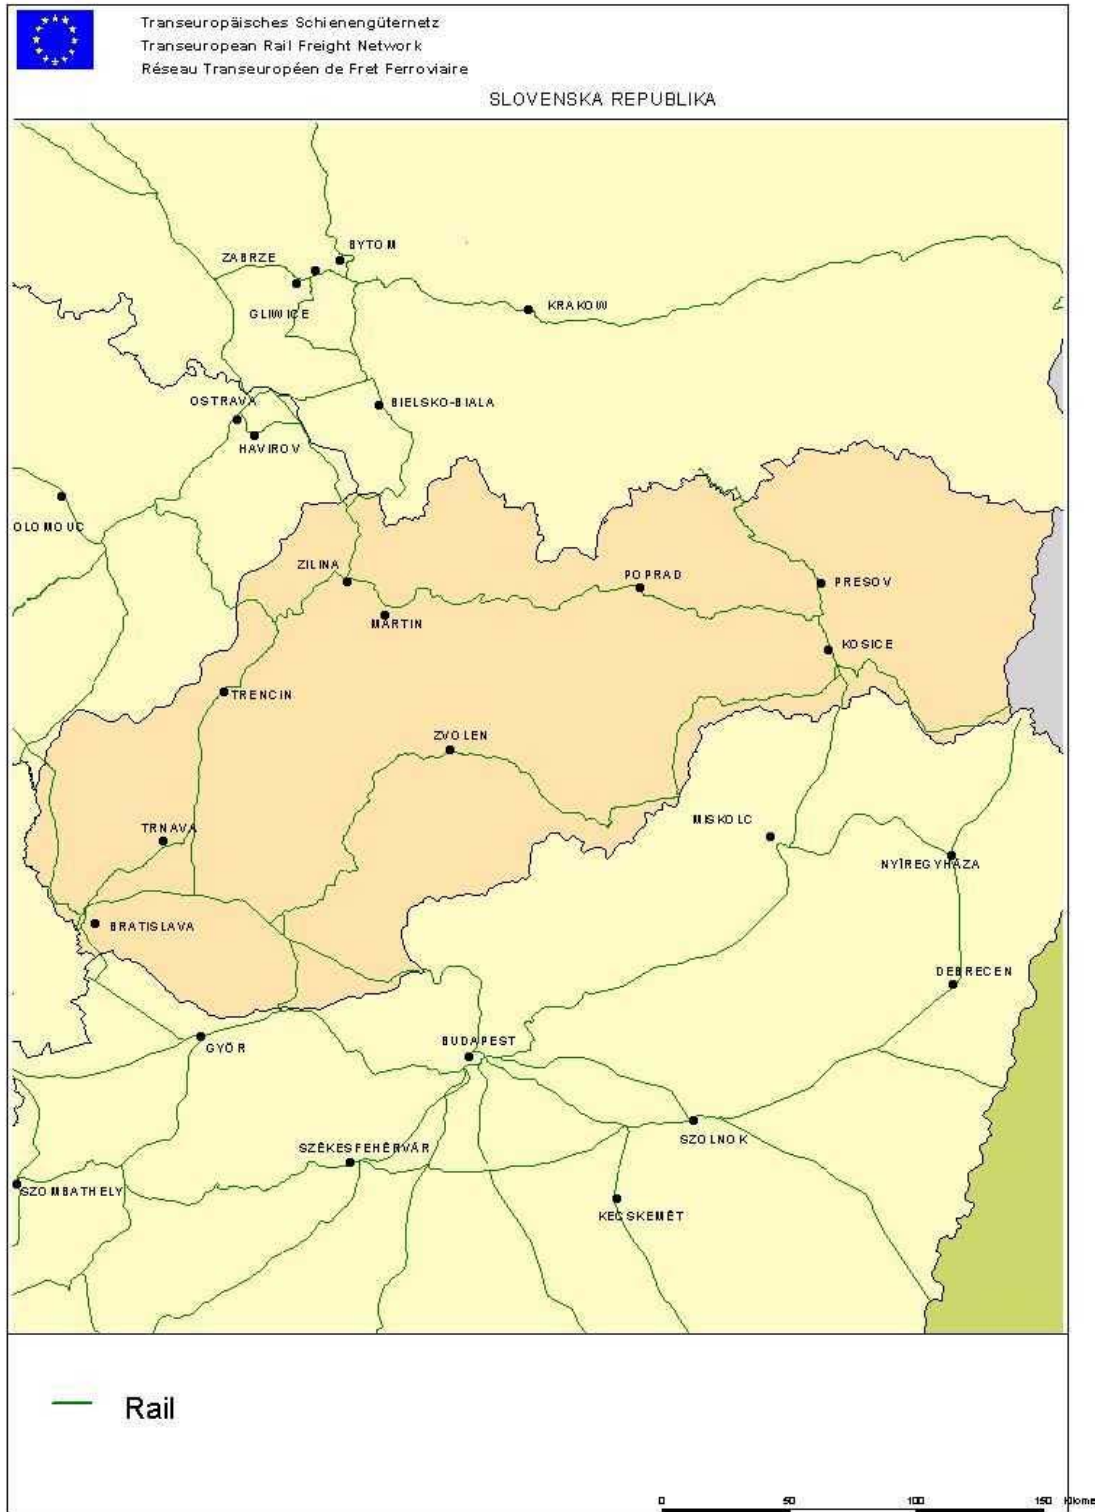 Transeuropäisches Schienengüternetz
Transeuropean Rail Freight Network
Réseau Transeuropéen de Fret Ferroviaire
SLOVENSKA REPUBLIKA
BYTOM
ZABRZE
GLIWICE
KRAKOW
OSTRAVA
BIELSKO-BIALA
HAVIROV
OLOMOUC
ZILINA
POPRAD
PRESOV
MARTIN
KOSICE
TRENCIN
ZVOLEN
TRNAVA
MISKOLC
NYÍREGYHÁZA
BRATISLAVA
DEBRECEN
GYÖR
BUDAPEST
SZOLNOK
SZÉKESFEHÉRVÁR
SZOMBATHELY
KECSKEMÉT
Rail
0 50 100 150 Kilome